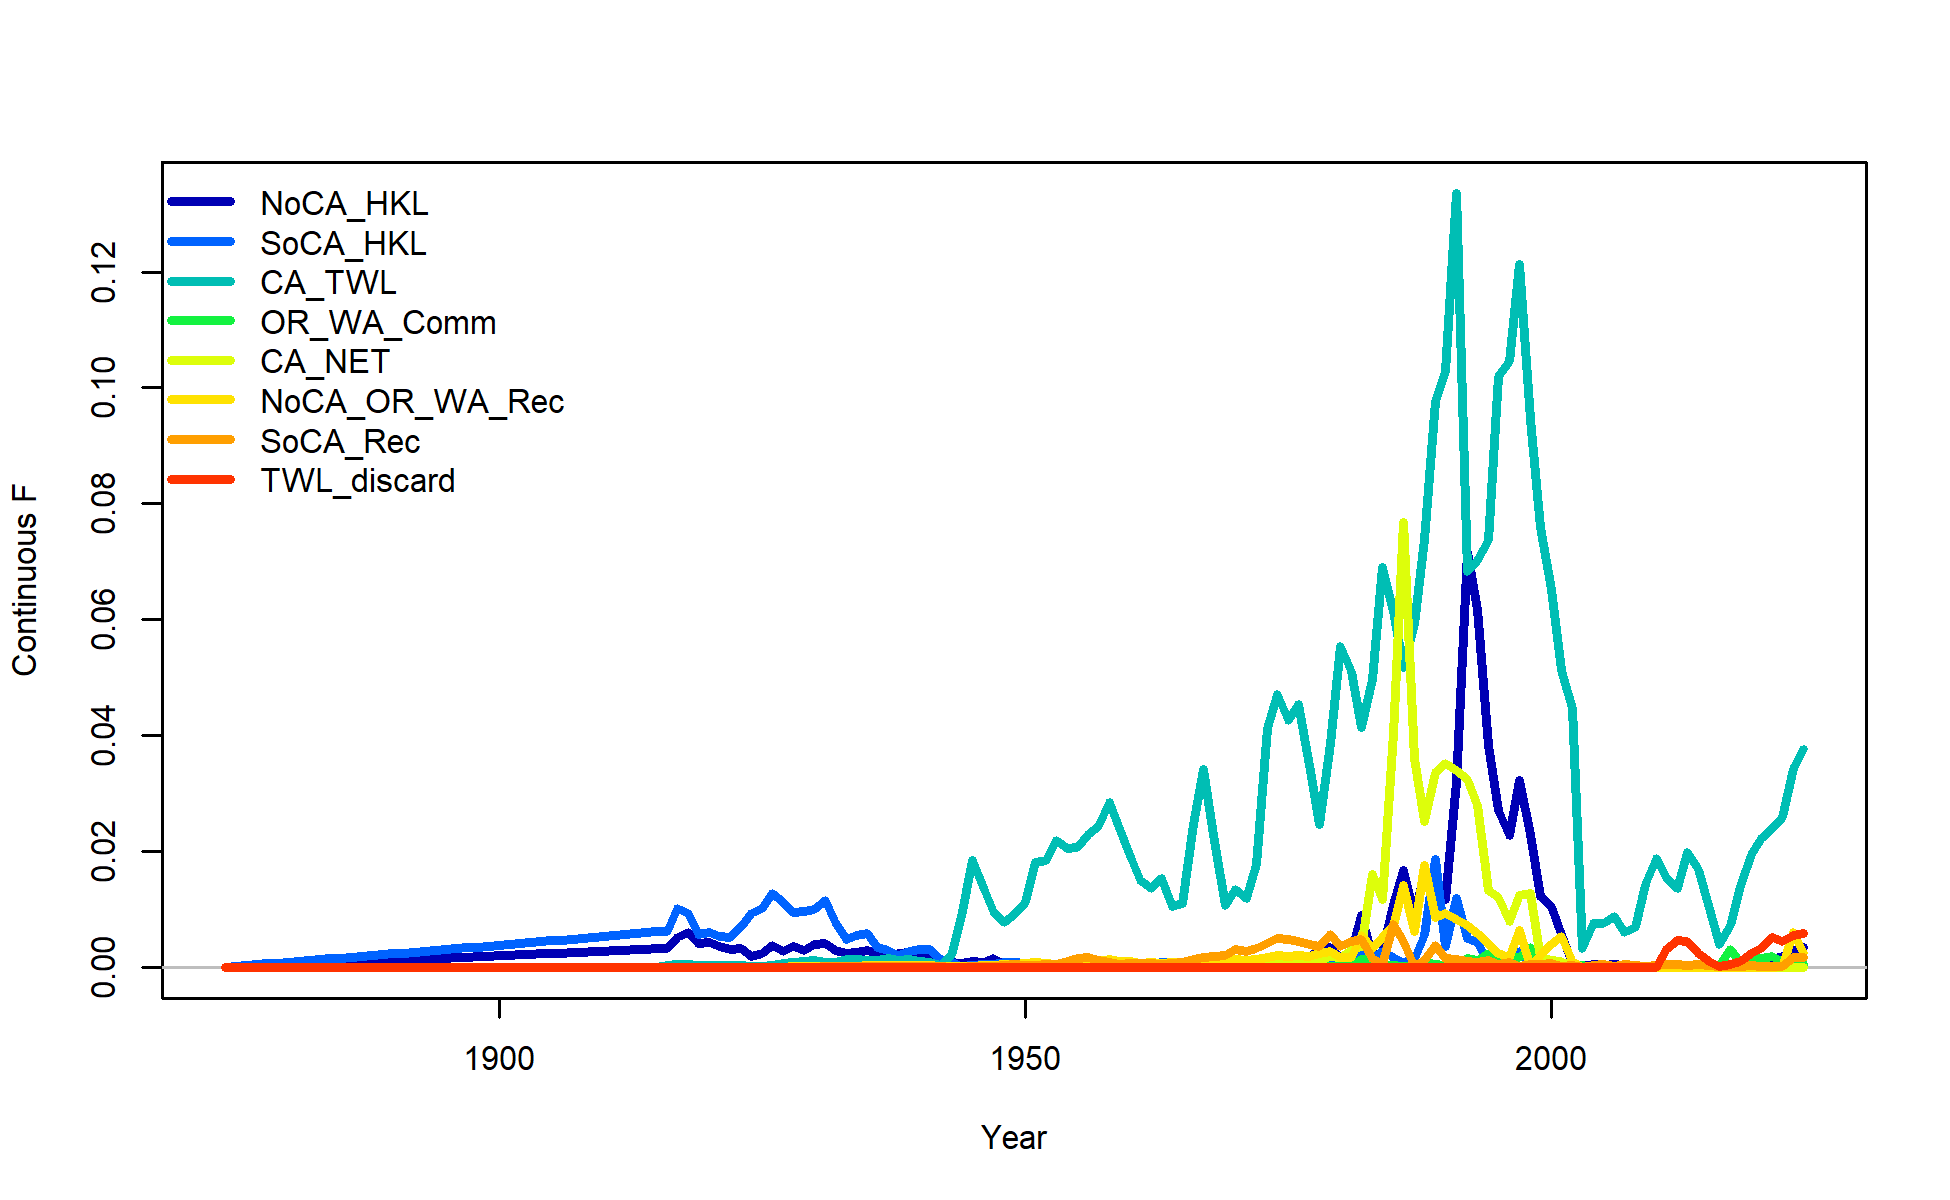 NoCA_HKL
SoCA_HKL
CA_TWL
OR_WA_Comm
CA_NET
NoCA_OR_WA_Rec
SoCA_Rec
TWL_discard
Continuous F
0.12
0.10
0.08
0.06
0.04
0.02
0.00
1900 1950 2000
Year